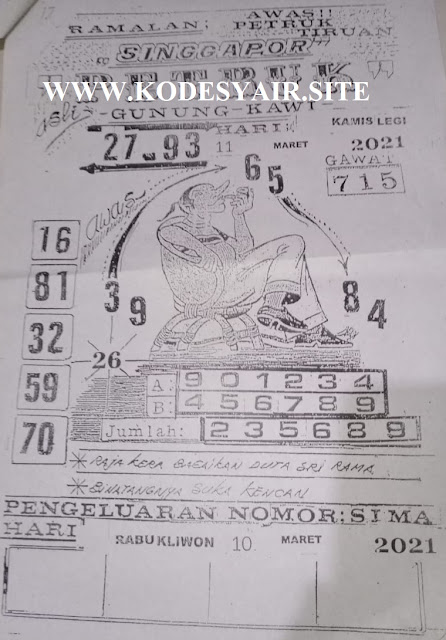 AWAS!!
RAMALAN; PETRUK
TIRUAN
"SINGGAPOR"
WWW.KODESYAIR.SITE
asli
-GUNUNG-KAWI-
HARI:
KAMIS LEGI
27-93 11 MARET 2021
GAWAT
715
65
awas
16
81
39
84
32
26
59
A: 901234
B: 456789
70
Jumlah: 235689
* RAJA KERA BAGAIKAN DUTA SRI RAMA
* BINATANGNYA SUKA KENCAN
PENGELUARAN NOMOR; SIMA
HARI
RABU KLIWON 10 MARET 2021